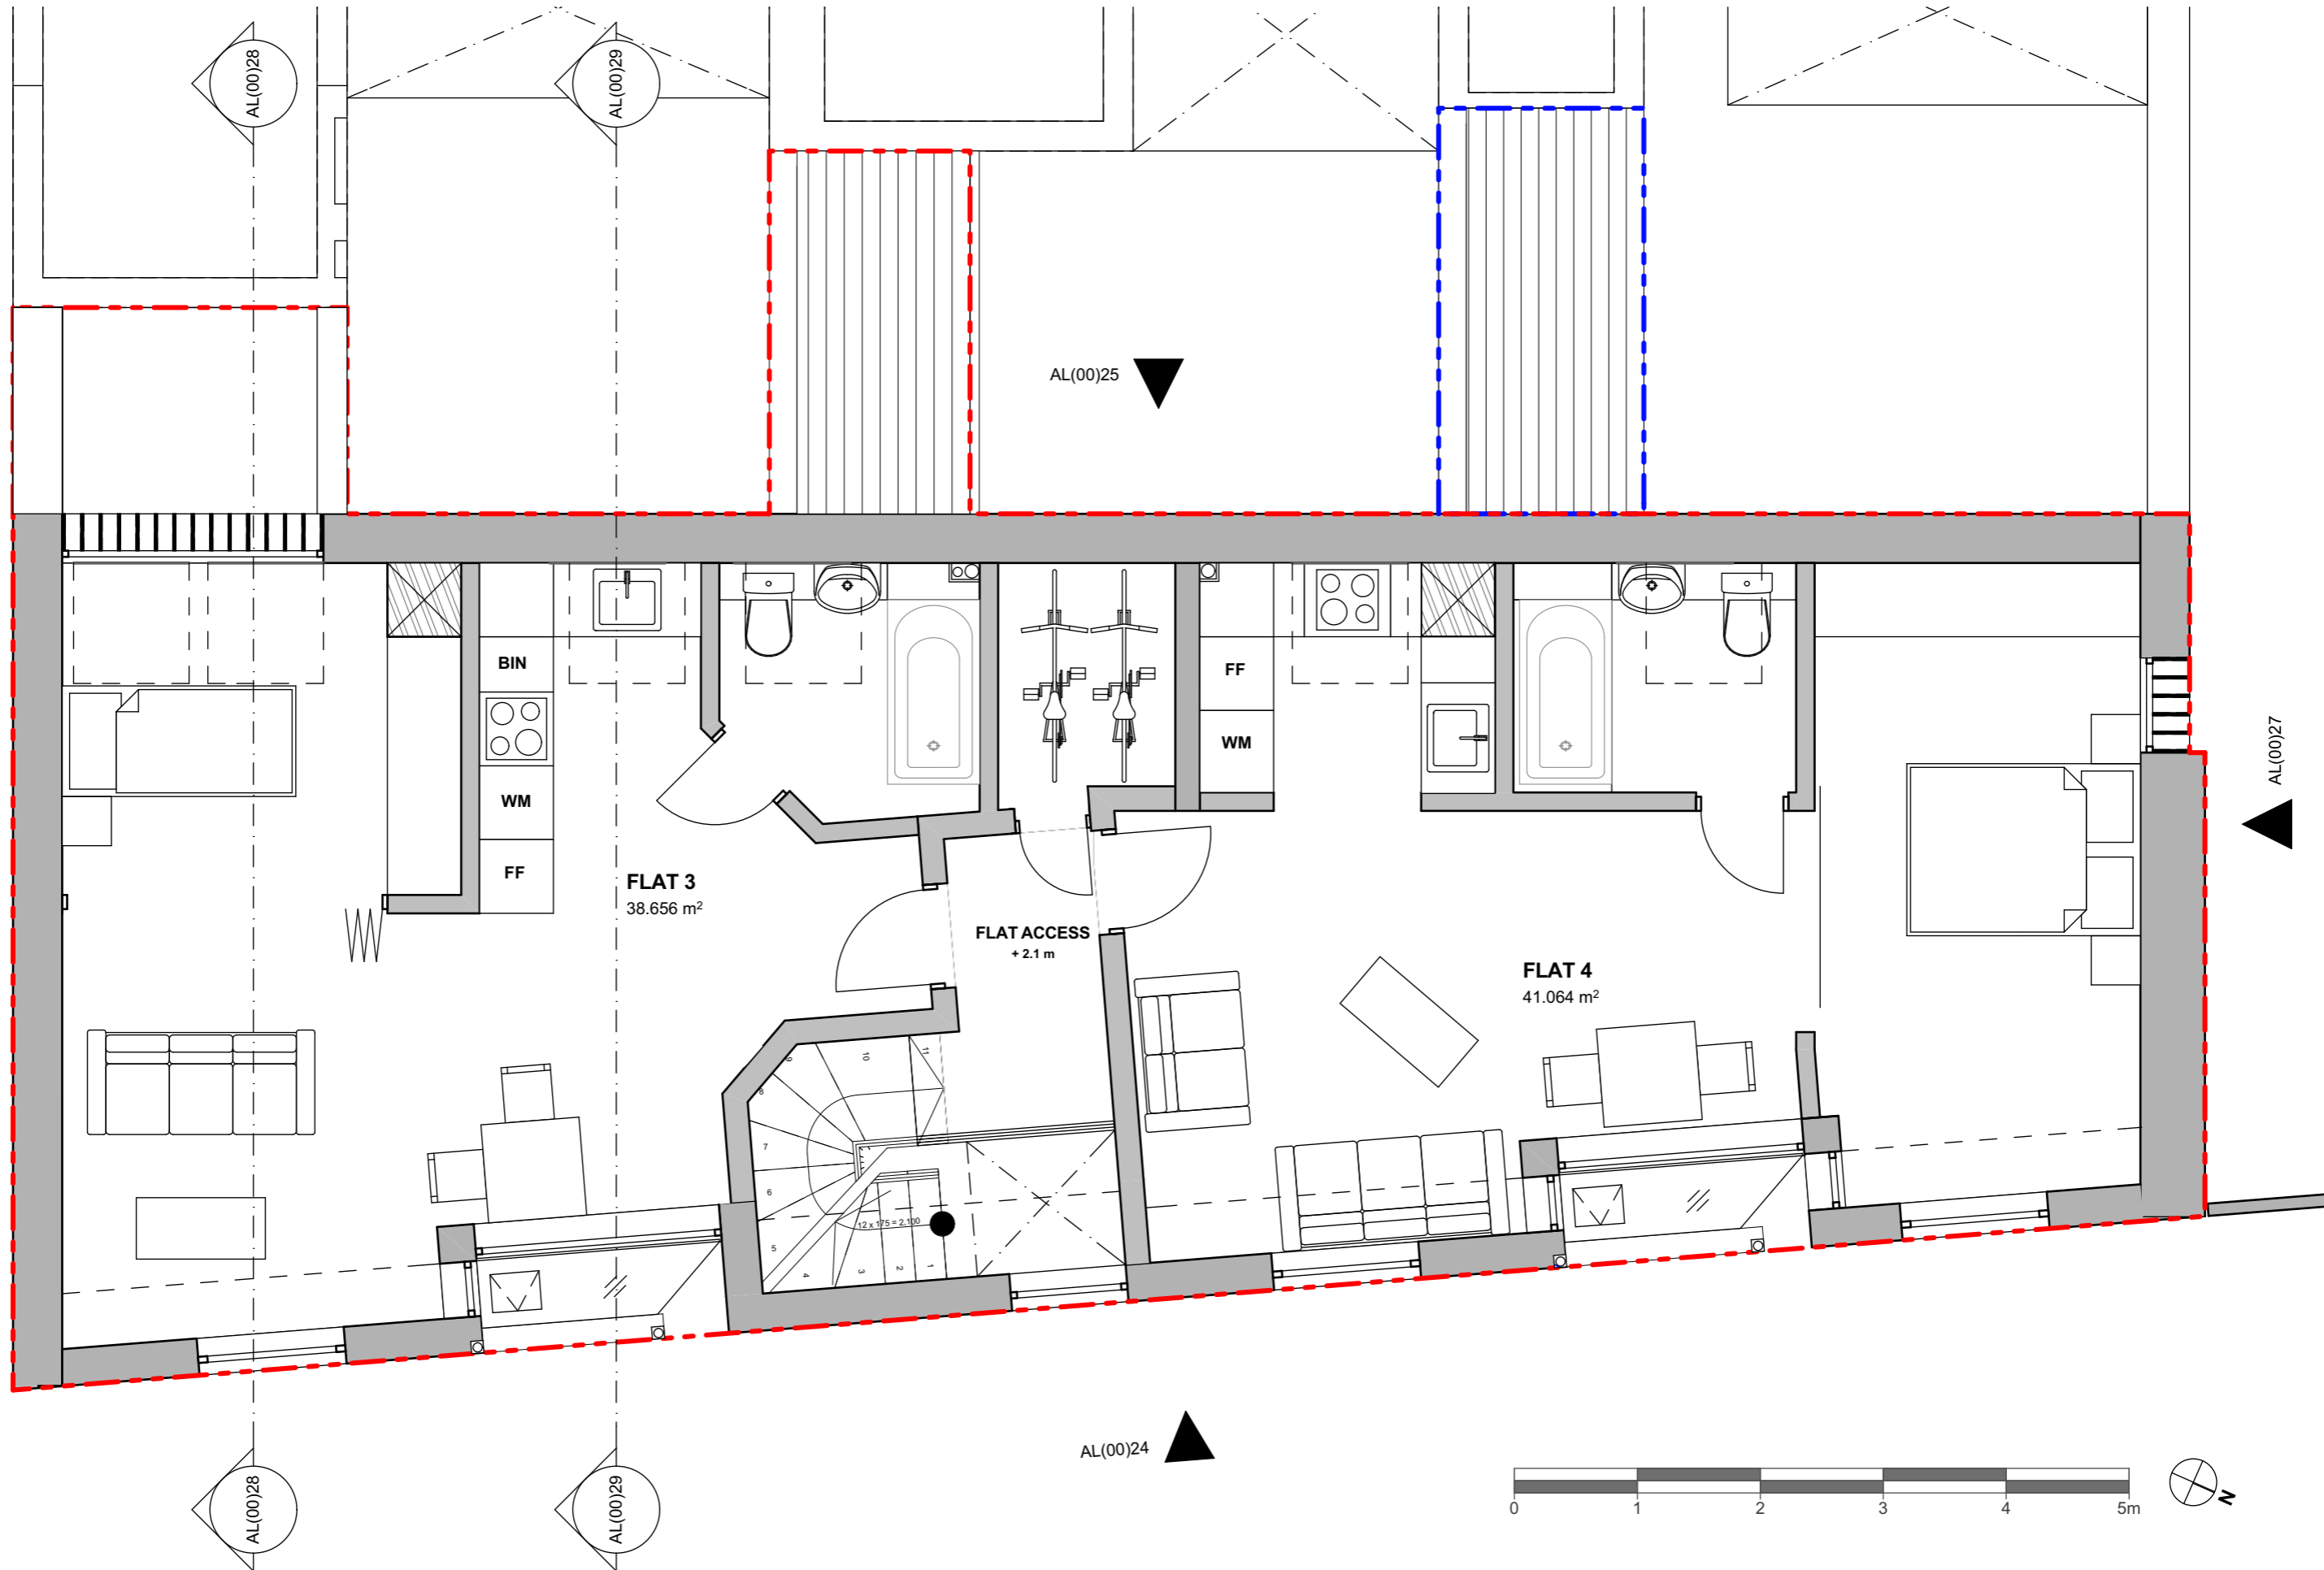 AL(00)28
AL(00)29
AL(00)25
BIN
WM
FF
FLAT 3
38.656 m²
FLAT ACCESS
+ 2.1 m
FF
WM
FLAT 4
41.064 m²
AL(00)27
11
10
9
8
7
6
5
4
3
2
1
12 x 175 = 2.100
AL(00)24
AL(00)28
AL(00)29
0 1 2 3 4 5m
N